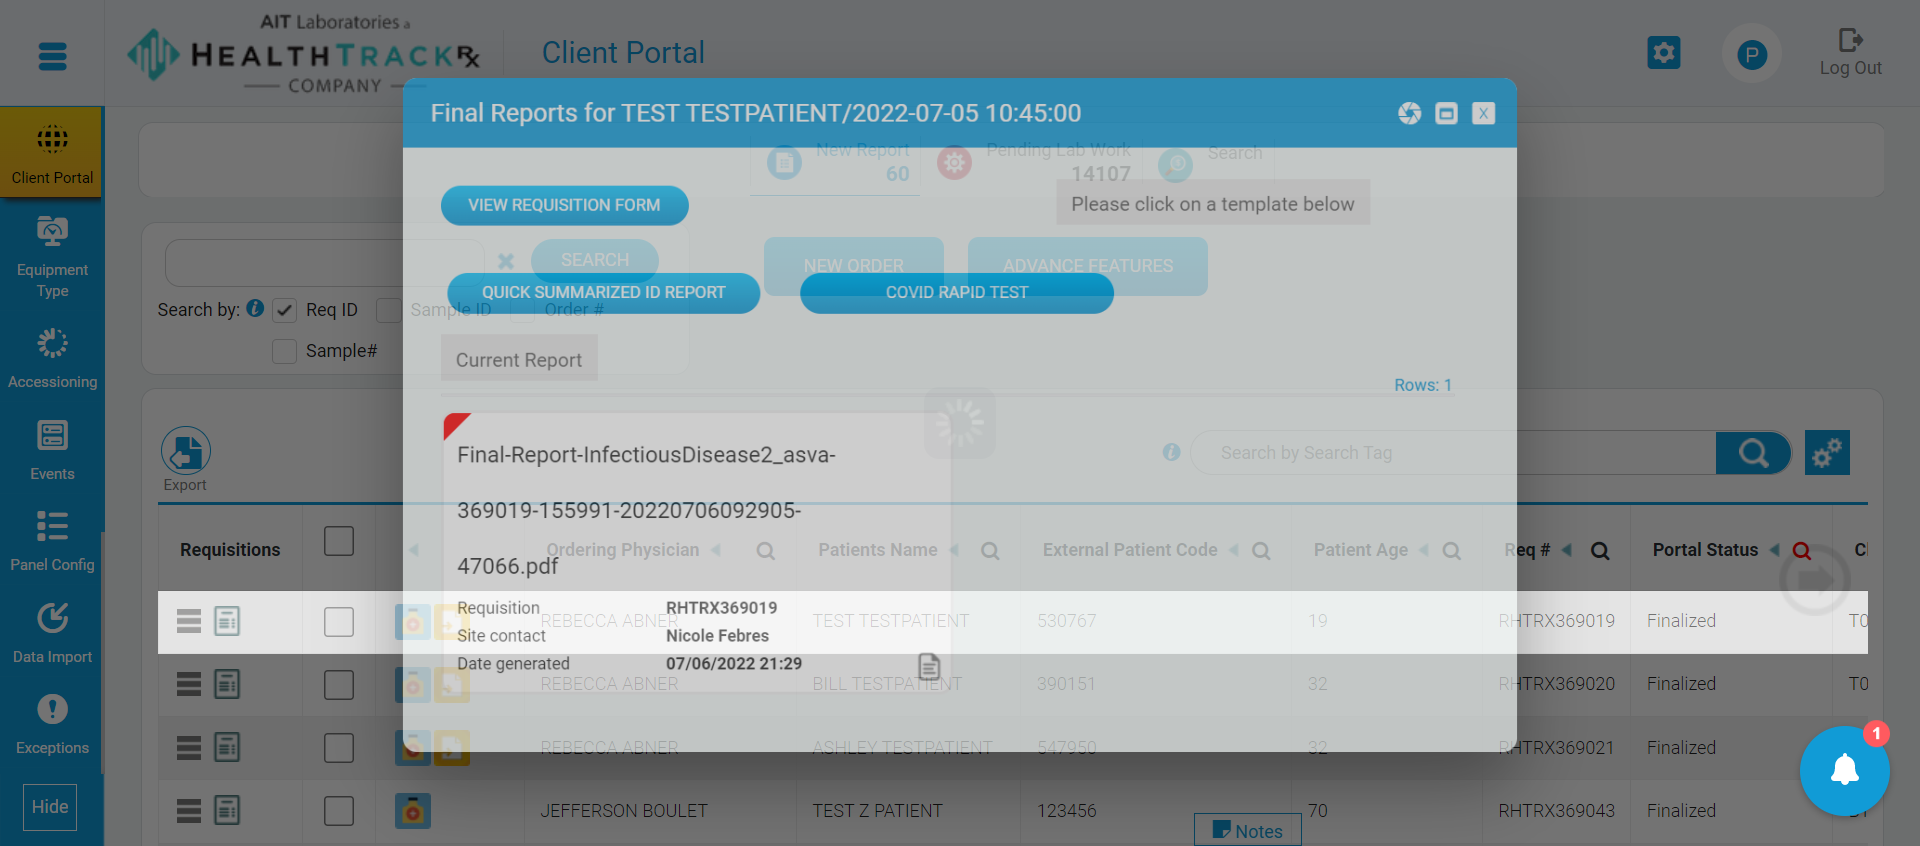 AIT Laboratories a
HEALTHTRACKRX
COMPANY
Client Portal
P
Log Out
Client Portal
Equipment
Type
Accessioning
Events
Panel Config
Data Import
Exceptions
Hide
Final Reports for TEST TESTPATIENT/2022-07-05 10:45:00
X
New Report
60
Pending Lab Work
14107
Search
VIEW REQUISITION FORM
Please click on a template below
SEARCH
NEW ORDER
ADVANCE FEATURES
QUICK SUMMARIZED ID REPORT
COVID RAPID TEST
Search by:
Req ID
Sample ID
Order #
Sample#
Current Report
Rows: 1
Export
Search by Search Tag
Final-Report-InfectiousDisease2_asva-
369019-155991-20220706092905-
47066.pdf
Requisition RHTRX369019
Site contact Nicole Febres
Date generated 07/06/2022 21:29
Requisitions Ordering Physician Patients Name External Patient Code Patient Age Req # Portal Status
REBECCA ABNER TEST TESTPATIENT 530767 19 RHTRX369019 Finalized T0
REBECCA ABNER BILL TESTPATIENT 390151 32 RHTRX369020 Finalized T0
REBECCA ABNER ASHLEY TESTPATIENT 547950 32 RHTRX369021 Finalized
JEFFERSON BOULET TEST Z PATIENT 123456 70 RHTRX369043 Finalized
Notes
1